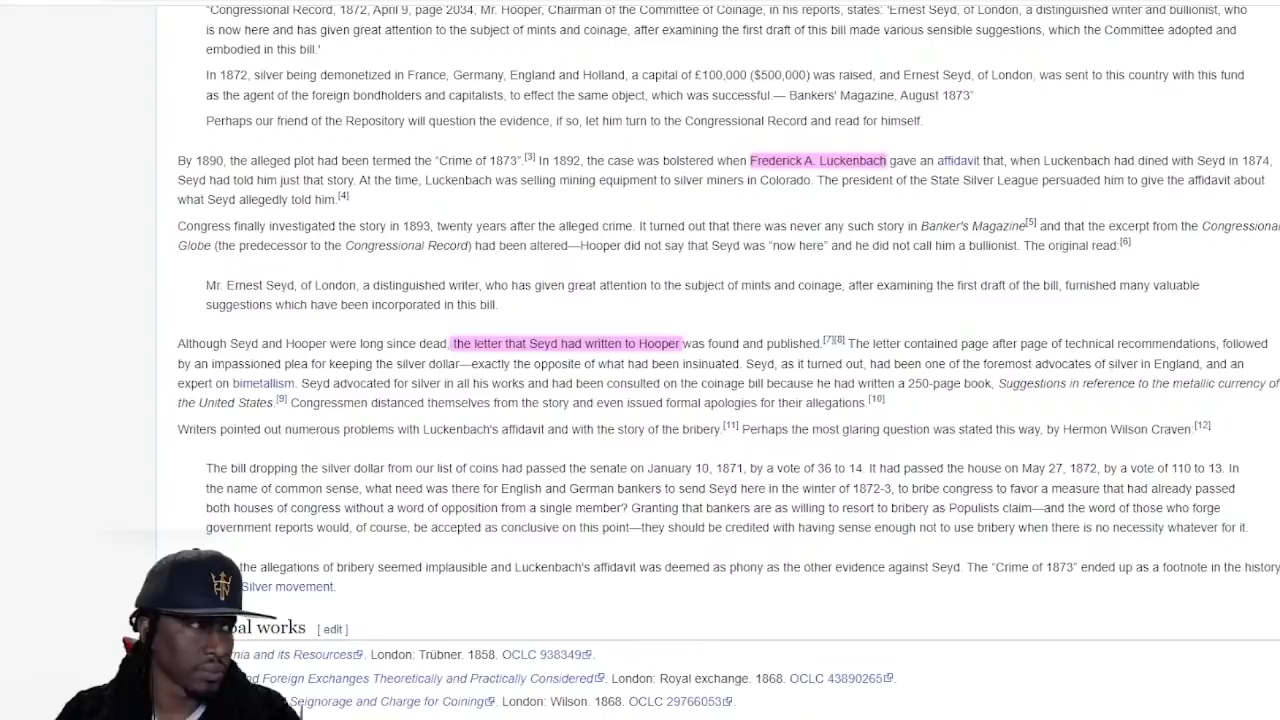 "Congressional Record, 1872, April 9, page 2034, Mr. Hooper, Chairman of the Committee of Coinage, in his reports, states: 'Ernest Seyd, of London, a distinguished writer and bullionist, who
is now here and has given great attention to the subject of mints and coinage, after examining the first draft of this bill made various sensible suggestions, which the Committee adopted and
embodied in this bill.'
In 1872, silver being demonetized in France, Germany, England and Holland, a capital of £100,000 ($500,000) was raised, and Ernest Seyd, of London, was sent to this country with this fund
as the agent of the foreign bondholders and capitalists, to effect the same object, which was successful.— Bankers' Magazine, August 1873"
Perhaps our friend of the Repository will question the evidence, if so, let him turn to the Congressional Record and read for himself.
By 1890, the alleged plot had been termed the "Crime of 1873".[3] In 1892, the case was bolstered when Frederick A. Luckenbach gave an affidavit that, when Luckenbach had dined with Seyd in 1874,
Seyd had told him just that story. At the time, Luckenbach was selling mining equipment to silver miners in Colorado. The president of the State Silver League persuaded him to give the affidavit about
what Seyd allegedly told him.[4]
Congress finally investigated the story in 1893, twenty years after the alleged crime. It turned out that there was never any such story in Banker's Magazine[5] and that the excerpt from the Congressional
Globe (the predecessor to the Congressional Record) had been altered—Hooper did not say that Seyd was "now here" and he did not call him a bullionist. The original read:[6]
Mr. Ernest Seyd, of London, a distinguished writer, who has given great attention to the subject of mints and coinage, after examining the first draft of the bill, furnished many valuable
suggestions which have been incorporated in this bill.
Although Seyd and Hooper were long since dead, the letter that Seyd had written to Hooper was found and published.[7][8] The letter contained page after page of technical recommendations, followed
by an impassioned plea for keeping the silver dollar—exactly the opposite of what had been insinuated. Seyd, as it turned out, had been one of the foremost advocates of silver in England, and an
expert on bimetallism. Seyd advocated for silver in all his works and had been consulted on the coinage bill because he had written a 250-page book, Suggestions in reference to the metallic currency of
the United States.[9] Congressmen distanced themselves from the story and even issued formal apologies for their allegations.[10]
Writers pointed out numerous problems with Luckenbach's affidavit and with the story of the bribery.[11] Perhaps the most glaring question was stated this way, by Hermon Wilson Craven:[12]
The bill dropping the silver dollar from our list of coins had passed the senate on January 10, 1871, by a vote of 36 to 14. It had passed the house on May 27, 1872, by a vote of 110 to 13. In
the name of common sense, what need was there for English and German bankers to send Seyd here in the winter of 1872-3, to bribe congress to favor a measure that had already passed
both houses of congress without a word of opposition from a single member? Granting that bankers are as willing to resort to bribery as Populists claim—and the word of those who forge
government reports would, of course, be accepted as conclusive on this point—they should be credited with having sense enough not to use bribery when there is no necessity whatever for it.
the allegations of bribery seemed implausible and Luckenbach's affidavit was deemed as phony as the other evidence against Seyd. The "Crime of 1873" ended up as a footnote in the history
Silver movement.
works [ edit ]
and its Resources. London: Trübner. 1858. OCLC 938349.
Foreign Exchanges Theoretically and Practically Considered. London: Royal exchange. 1868. OCLC 43890265.
Seignorage and Charge for Coining. London: Wilson. 1868. OCLC 29766053.